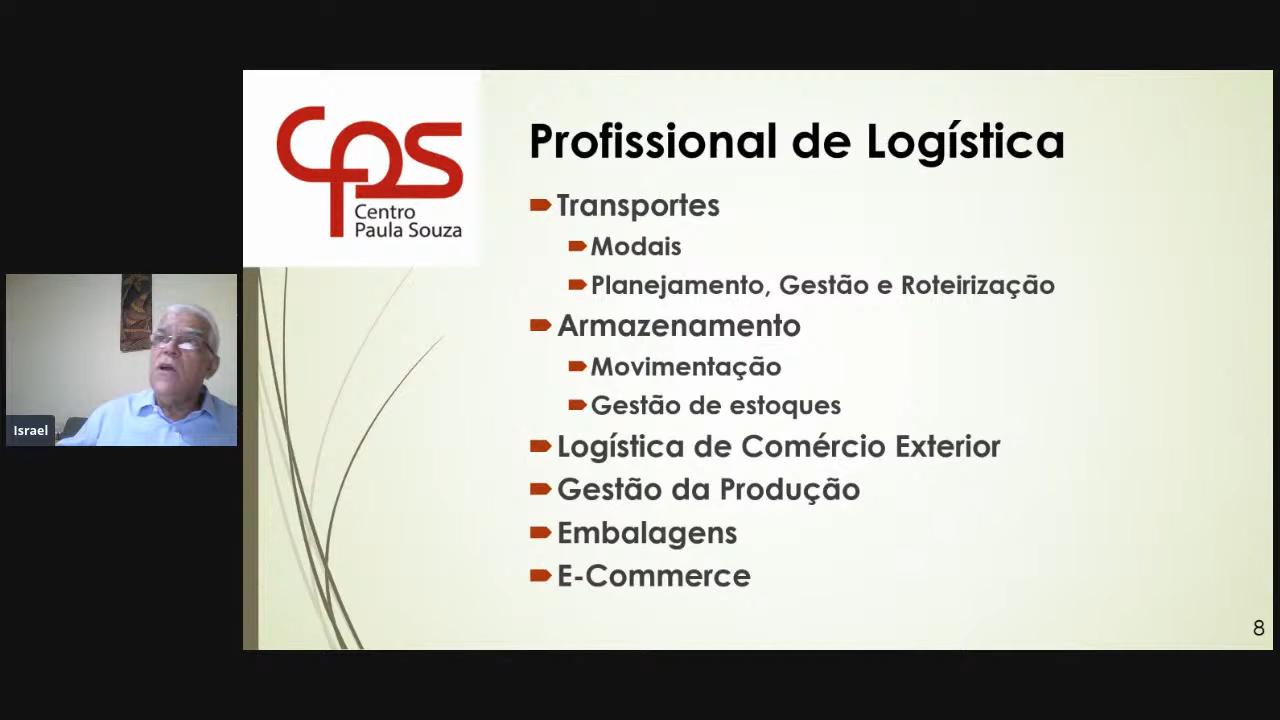 cps
Centro
Paula Souza
Profissional de Logística
Transportes
Modais
Planejamento, Gestão e Roteirização
Armazenamento
Movimentação
Gestão de estoques
Logística de Comércio Exterior
Gestão da Produção
Embalagens
E-Commerce
Israel
8